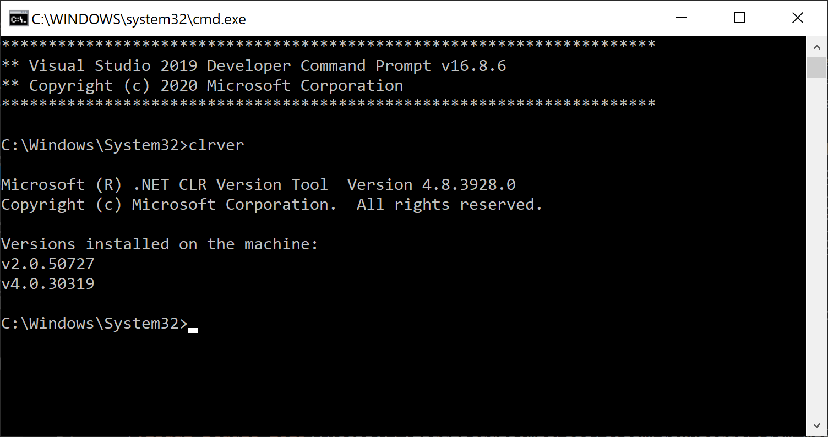 C:\WINDOWS\system32\cmd.exe
**********************************************************************
** Visual Studio 2019 Developer Command Prompt v16.8.6
** Copyright (c) 2020 Microsoft Corporation
**********************************************************************
C:\Windows\System32>clrver
Microsoft (R) .NET CLR Version Tool  Version 4.8.3928.0
Copyright (c) Microsoft Corporation.  All rights reserved.
Versions installed on the machine:
v2.0.50727
v4.0.30319
C:\Windows\System32>